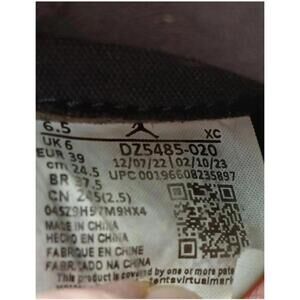 6.5 XC
UK 6 DZ5485-020
EUR 39 12/07/22 02/10/23
cm 24.5 UPC 00196608235897
BR 37.5
CN 245(2.5)
04SZ9H97M9HX4
MADE IN CHINA
HECHO EN CHINA
FABRIQUE EN CHINE
FABRICADO NA CHINA
This product is covered by one or more patents